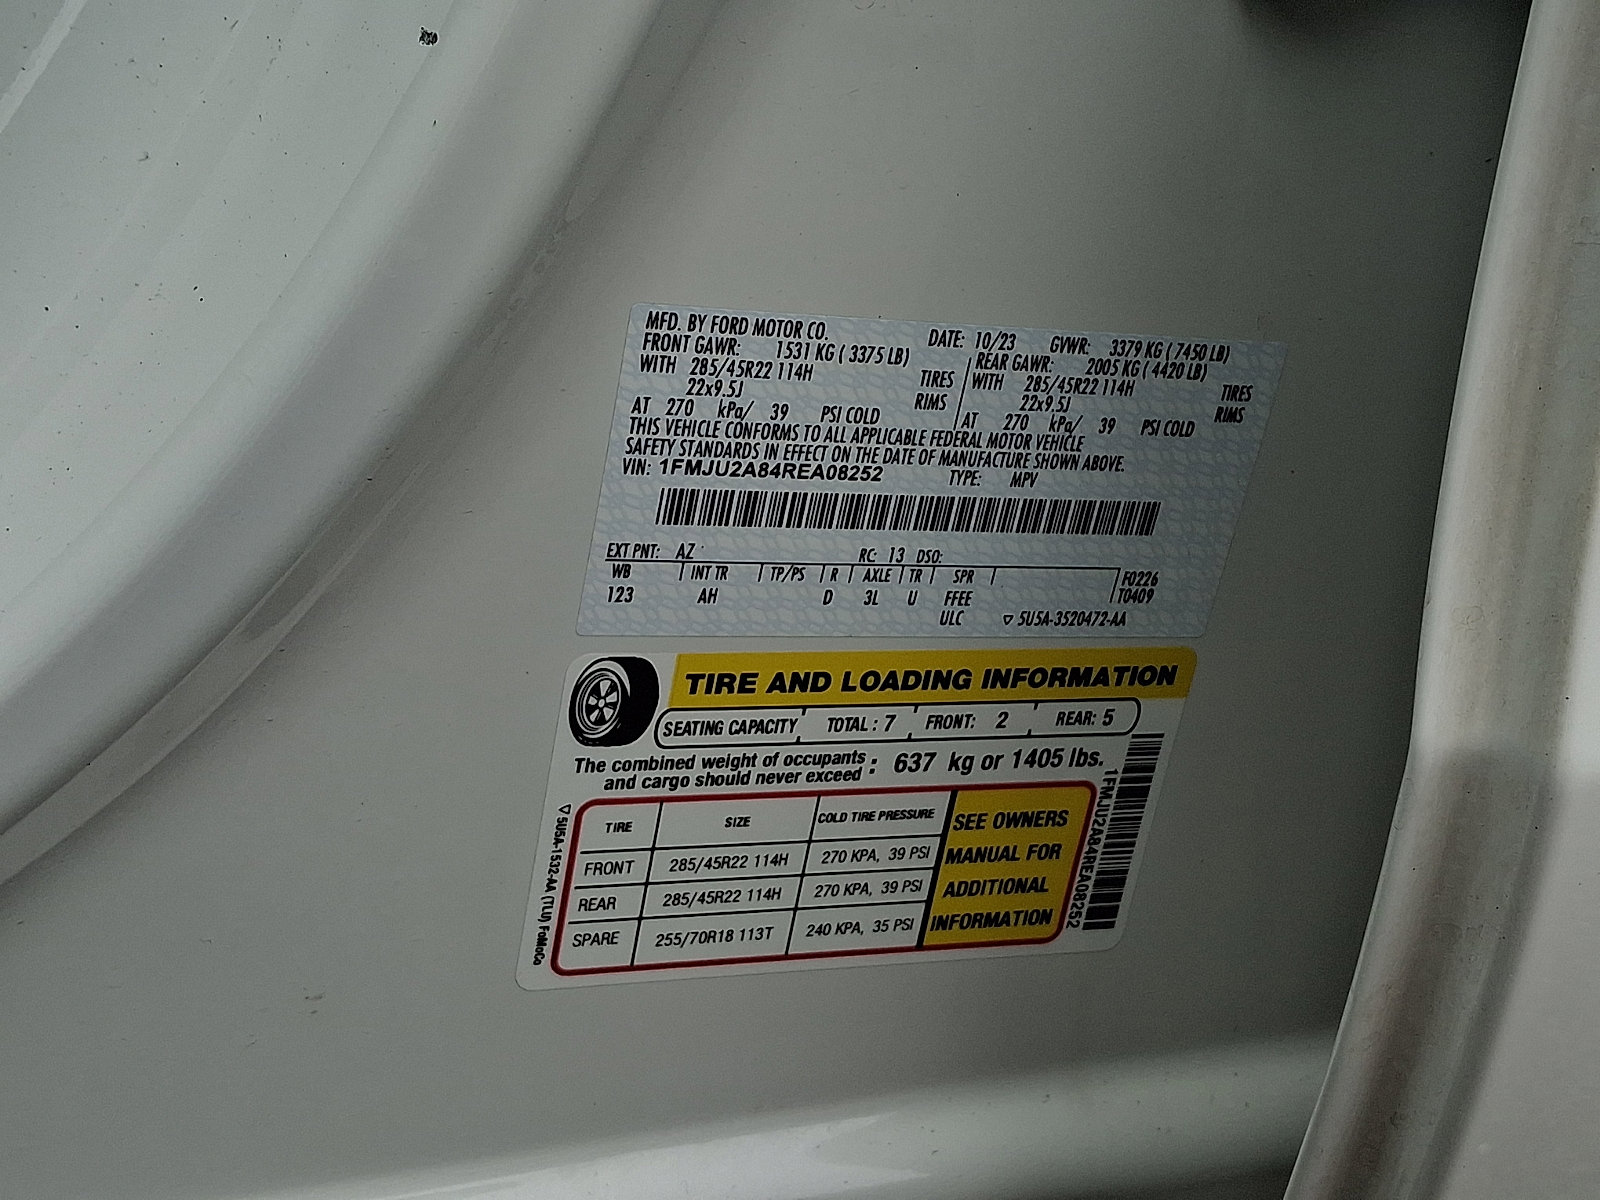 MFD. BY FORD MOTOR CO. DATE: 10/23 GVWR: 3379 KG ( 7450 LB)
FRONT GAWR: 1531 KG ( 3375 LB) REAR GAWR: 2005 KG ( 4420 LB)
WITH 285/45R22 114H TIRES WITH 285/45R22 114H TIRES
22x9.5J RIMS 22x9.5J RIMS
AT 270 kPa/ 39 PSI COLD AT 270 kPa/ 39 PSI COLD
THIS VEHICLE CONFORMS TO ALL APPLICABLE FEDERAL MOTOR VEHICLE
SAFETY STANDARDS IN EFFECT ON THE DATE OF MANUFACTURE SHOWN ABOVE.
VIN: 1FMJU2A84REA08252 TYPE: MPV
EXT PNT: AZ RC: 13 DSO:
WB INT TR TP/PS R AXLE TR SPR F0226
123 AH D 3L U FFEE T0409
ULC ▽ 5U5A-3520472-AA
TIRE AND LOADING INFORMATION
SEATING CAPACITY TOTAL : 7 FRONT: 2 REAR: 5
The combined weight of occupants
and cargo should never exceed : 637 kg or 1405 lbs.
TIRE SIZE COLD TIRE PRESSURE
FRONT 285/45R22 114H 270 KPA, 39 PSI
REAR 285/45R22 114H 270 KPA, 39 PSI
SPARE 255/70R18 113T 240 KPA, 35 PSI
SEE OWNERS
MANUAL FOR
ADDITIONAL
INFORMATION
1FMJU2A84REA08252
▽ 5U5A-1532-AA (TLU) FoMoCo